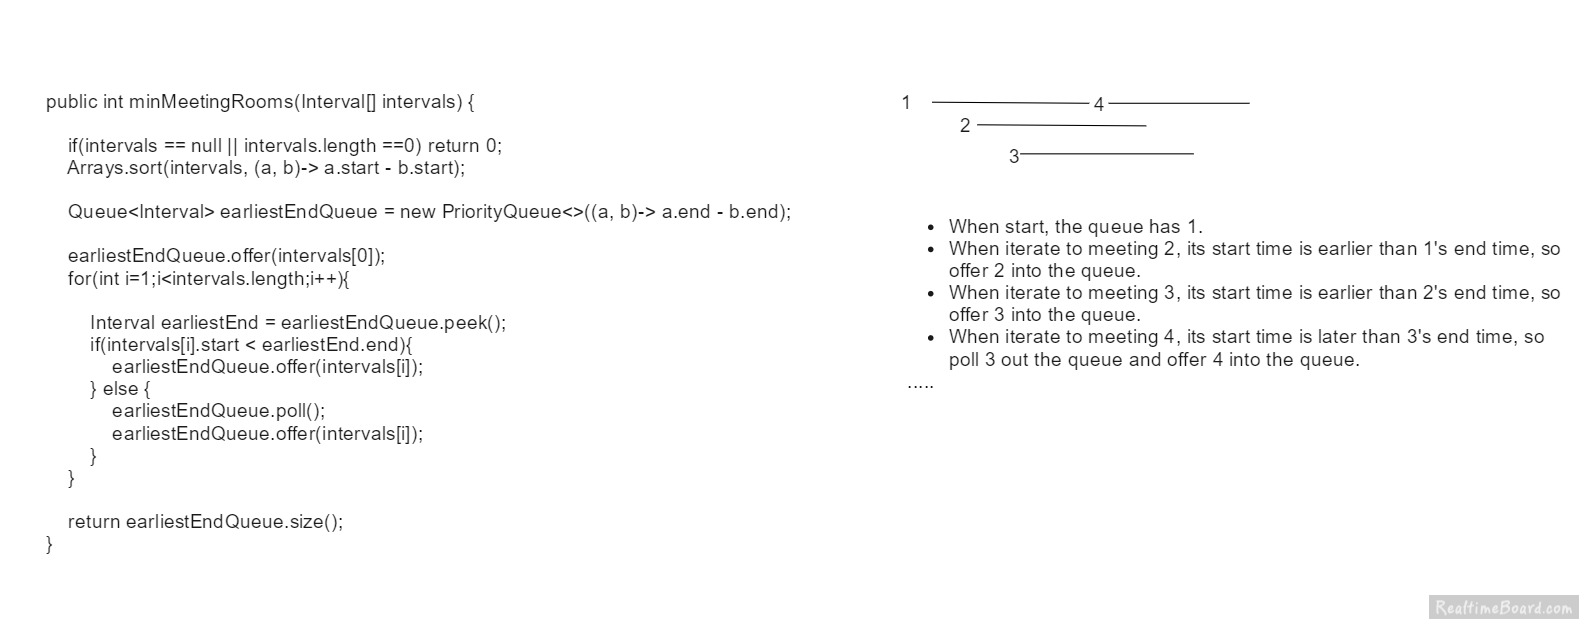 public int minMeetingRooms(Interval[] intervals) {
if(intervals == null || intervals.length ==0) return 0;
Arrays.sort(intervals, (a, b)-> a.start - b.start);
Queue<Interval> earliestEndQueue = new PriorityQueue<>((a, b)-> a.end - b.end);
earliestEndQueue.offer(intervals[0]);
for(int i=1;i<intervals.length;i++){
Interval earliestEnd = earliestEndQueue.peek();
if(intervals[i].start < earliestEnd.end){
earliestEndQueue.offer(intervals[i]);
} else {
earliestEndQueue.poll();
earliestEndQueue.offer(intervals[i]);
}
}
return earliestEndQueue.size();
}
1 4
2
3
• When start, the queue has 1.
• When iterate to meeting 2, its start time is earlier than 1's end time, so
offer 2 into the queue.
• When iterate to meeting 3, its start time is earlier than 2's end time, so
offer 3 into the queue.
• When iterate to meeting 4, its start time is later than 3's end time, so
poll 3 out the queue and offer 4 into the queue.
.....
RealtimeBoard.com